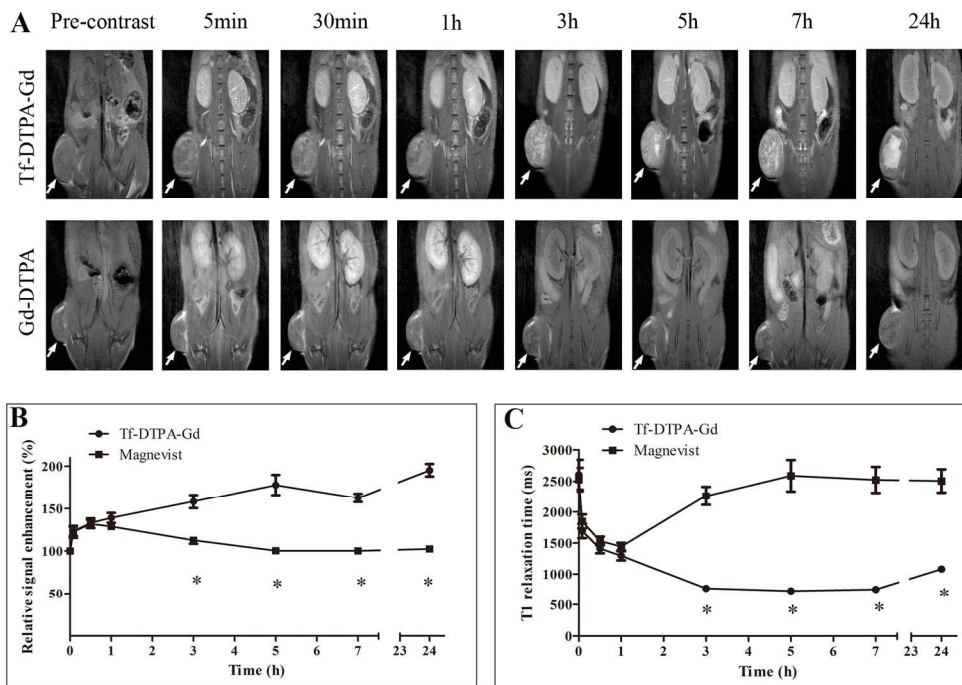 A
Pre-contrast 5min 30min 1h 3h 5h 7h 24h
Tf-DTPA-Gd
Gd-DTPA
B
Tf-DTPA-Gd
Magnevist
Relative signal enhancement (%)
200
150
100
50
* * * *
0 1 2 3 4 5 6 7 23 24
Time (h)
C
Tf-DTPA-Gd
Magnevist
T1 relaxation time (ms)
3000
2500
2000
1500
1000
500
0
* * * *
0 1 2 3 4 5 6 7 23 24
Time (h)